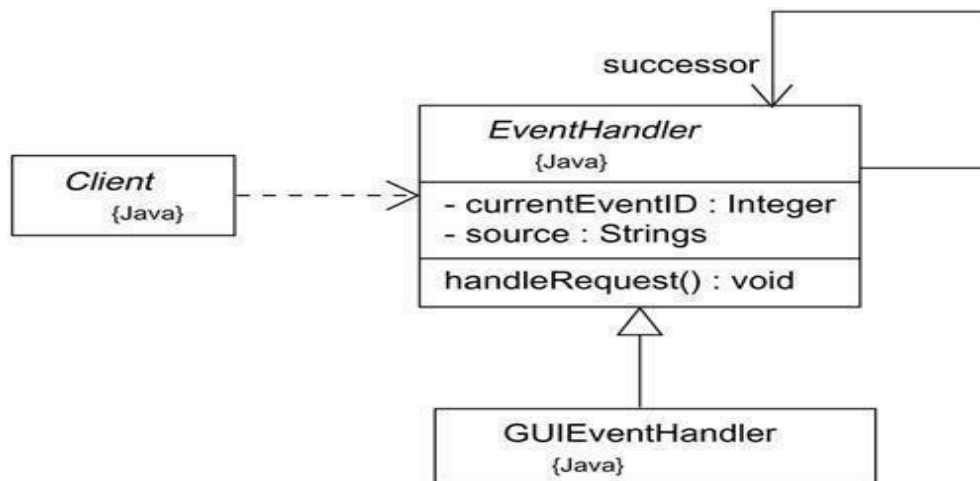 successor
EventHandler
{Java}
Client
{Java}
- currentEventID : Integer
- source : Strings
handleRequest() : void
GUIEventHandler
{Java}